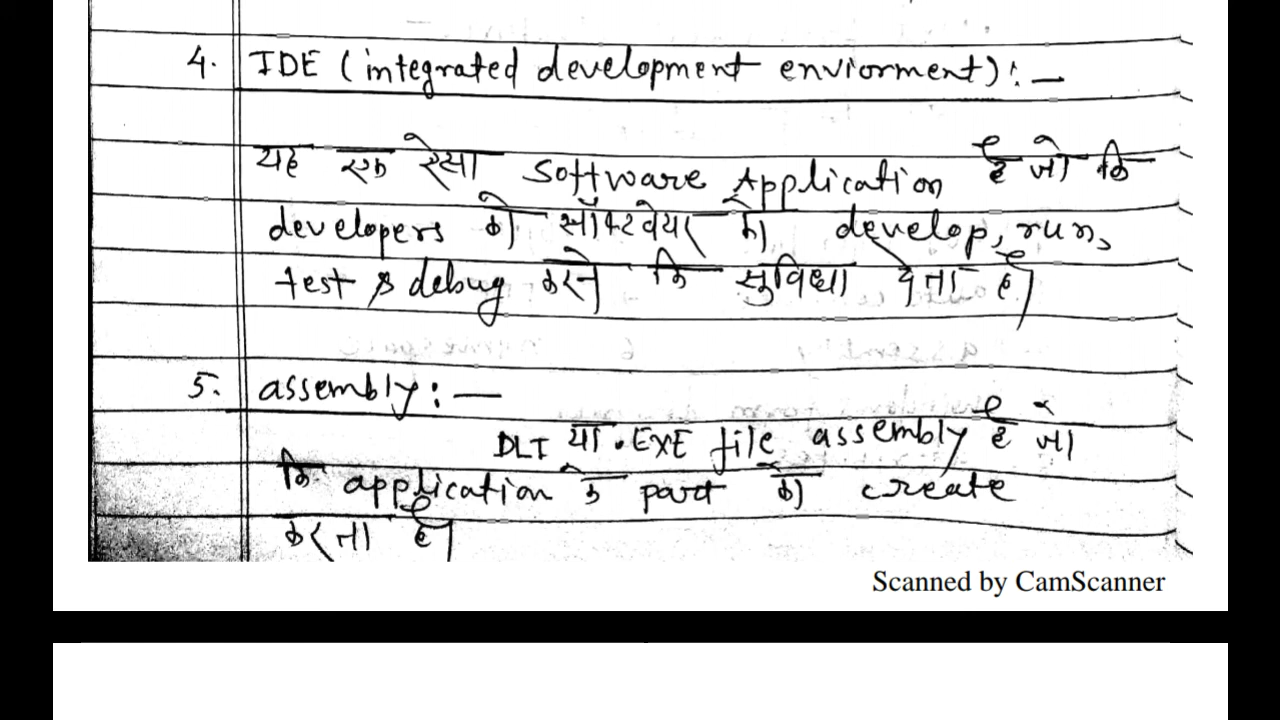 4. IDE (integrated development enviorment) : —
यह एक ऐसा Software Application है जो कि
developers को सॉफ्टवेयर को develop, run,
test & debug करने कि सुविधा देता है।
5. assembly : —
DLT या .EXE file assembly है जो
कि application के part को create
करता है।
Scanned by CamScanner